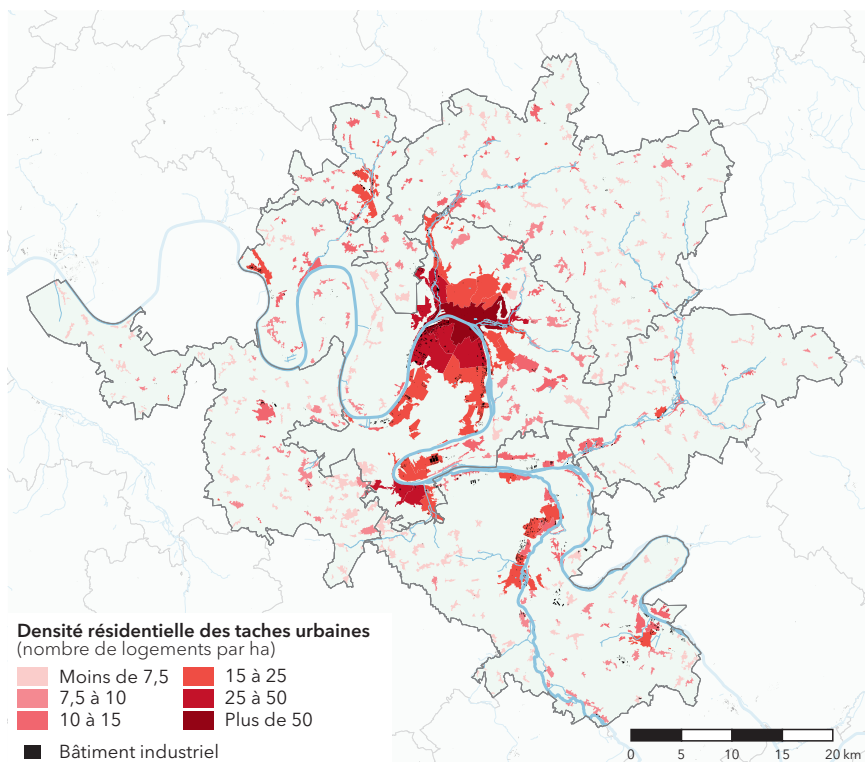 Densité résidentielle des taches urbaines
(nombre de logements par ha)
Moins de 7,5
7,5 à 10
10 à 15
15 à 25
25 à 50
Plus de 50
Bâtiment industriel
0 5 10 15 20 km